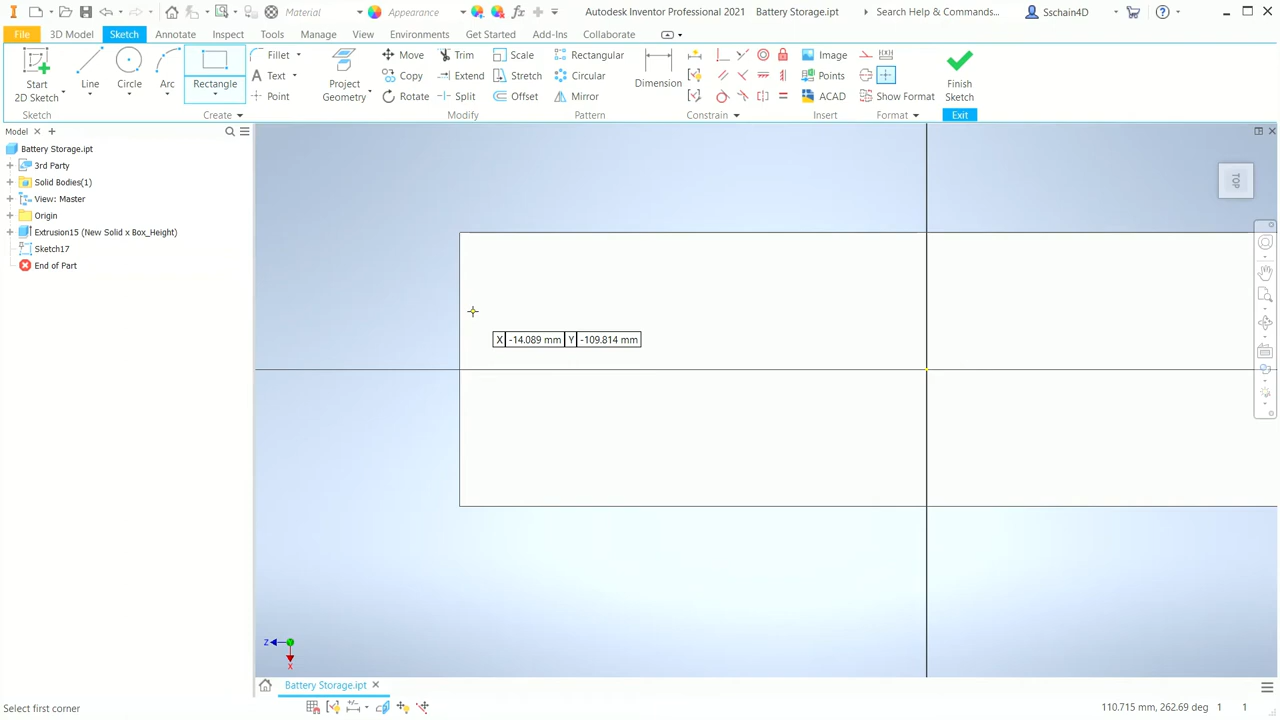 Material Appearance fx Autodesk Inventor Professional 2021 Battery Storage.ipt Search Help & Commands... Sschain4D
File 3D Model Sketch Annotate Inspect Tools Manage View Environments Get Started Add-Ins Collaborate
Start 2D Sketch
Line
Circle
Arc
Rectangle
Fillet
Text
Point
Project Geometry
Move
Copy
Rotate
Trim
Extend
Split
Scale
Stretch
Offset
Rectangular
Circular
Mirror
Dimension
Image
Points
ACAD
Show Format
Finish Sketch
Sketch Create Modify Pattern Constrain Insert Format Exit
Model
Battery Storage.ipt
3rd Party
Solid Bodies(1)
View: Master
Origin
Extrusion15 (New Solid x Box_Height)
Sketch17
End of Part
TOP
X -14.089 mm Y -109.814 mm
Z
X
Battery Storage.ipt
Select first corner 110.715 mm, 262.69 deg 1 1